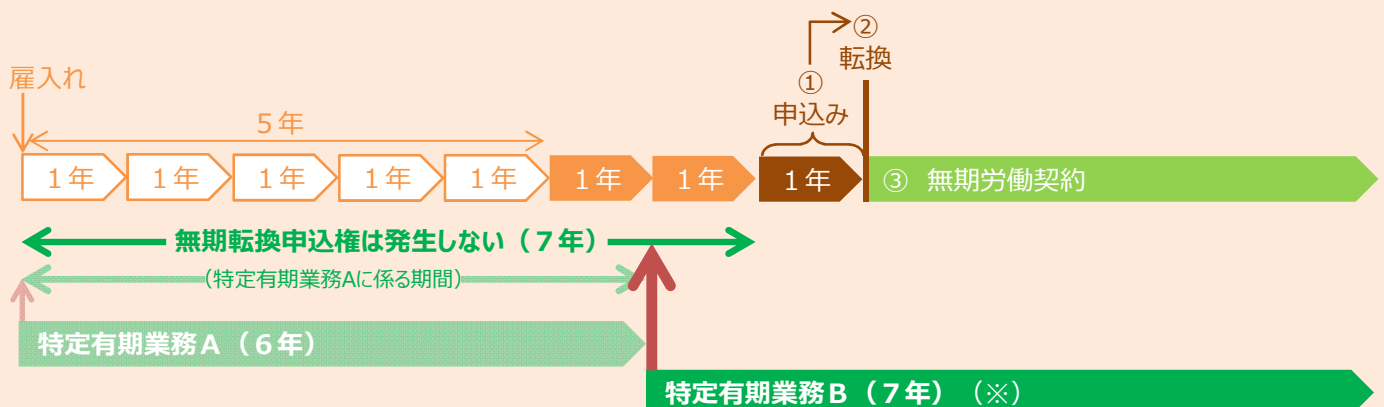 ②
転換
①
申込み
雇入れ
５年
１年 １年 １年 １年 １年 １年 １年 １年 ③ 無期労働契約
無期転換申込権は発生しない（７年）
（特定有期業務Aに係る期間）
特定有期業務Ａ（６年）
特定有期業務Ｂ（７年）（※）